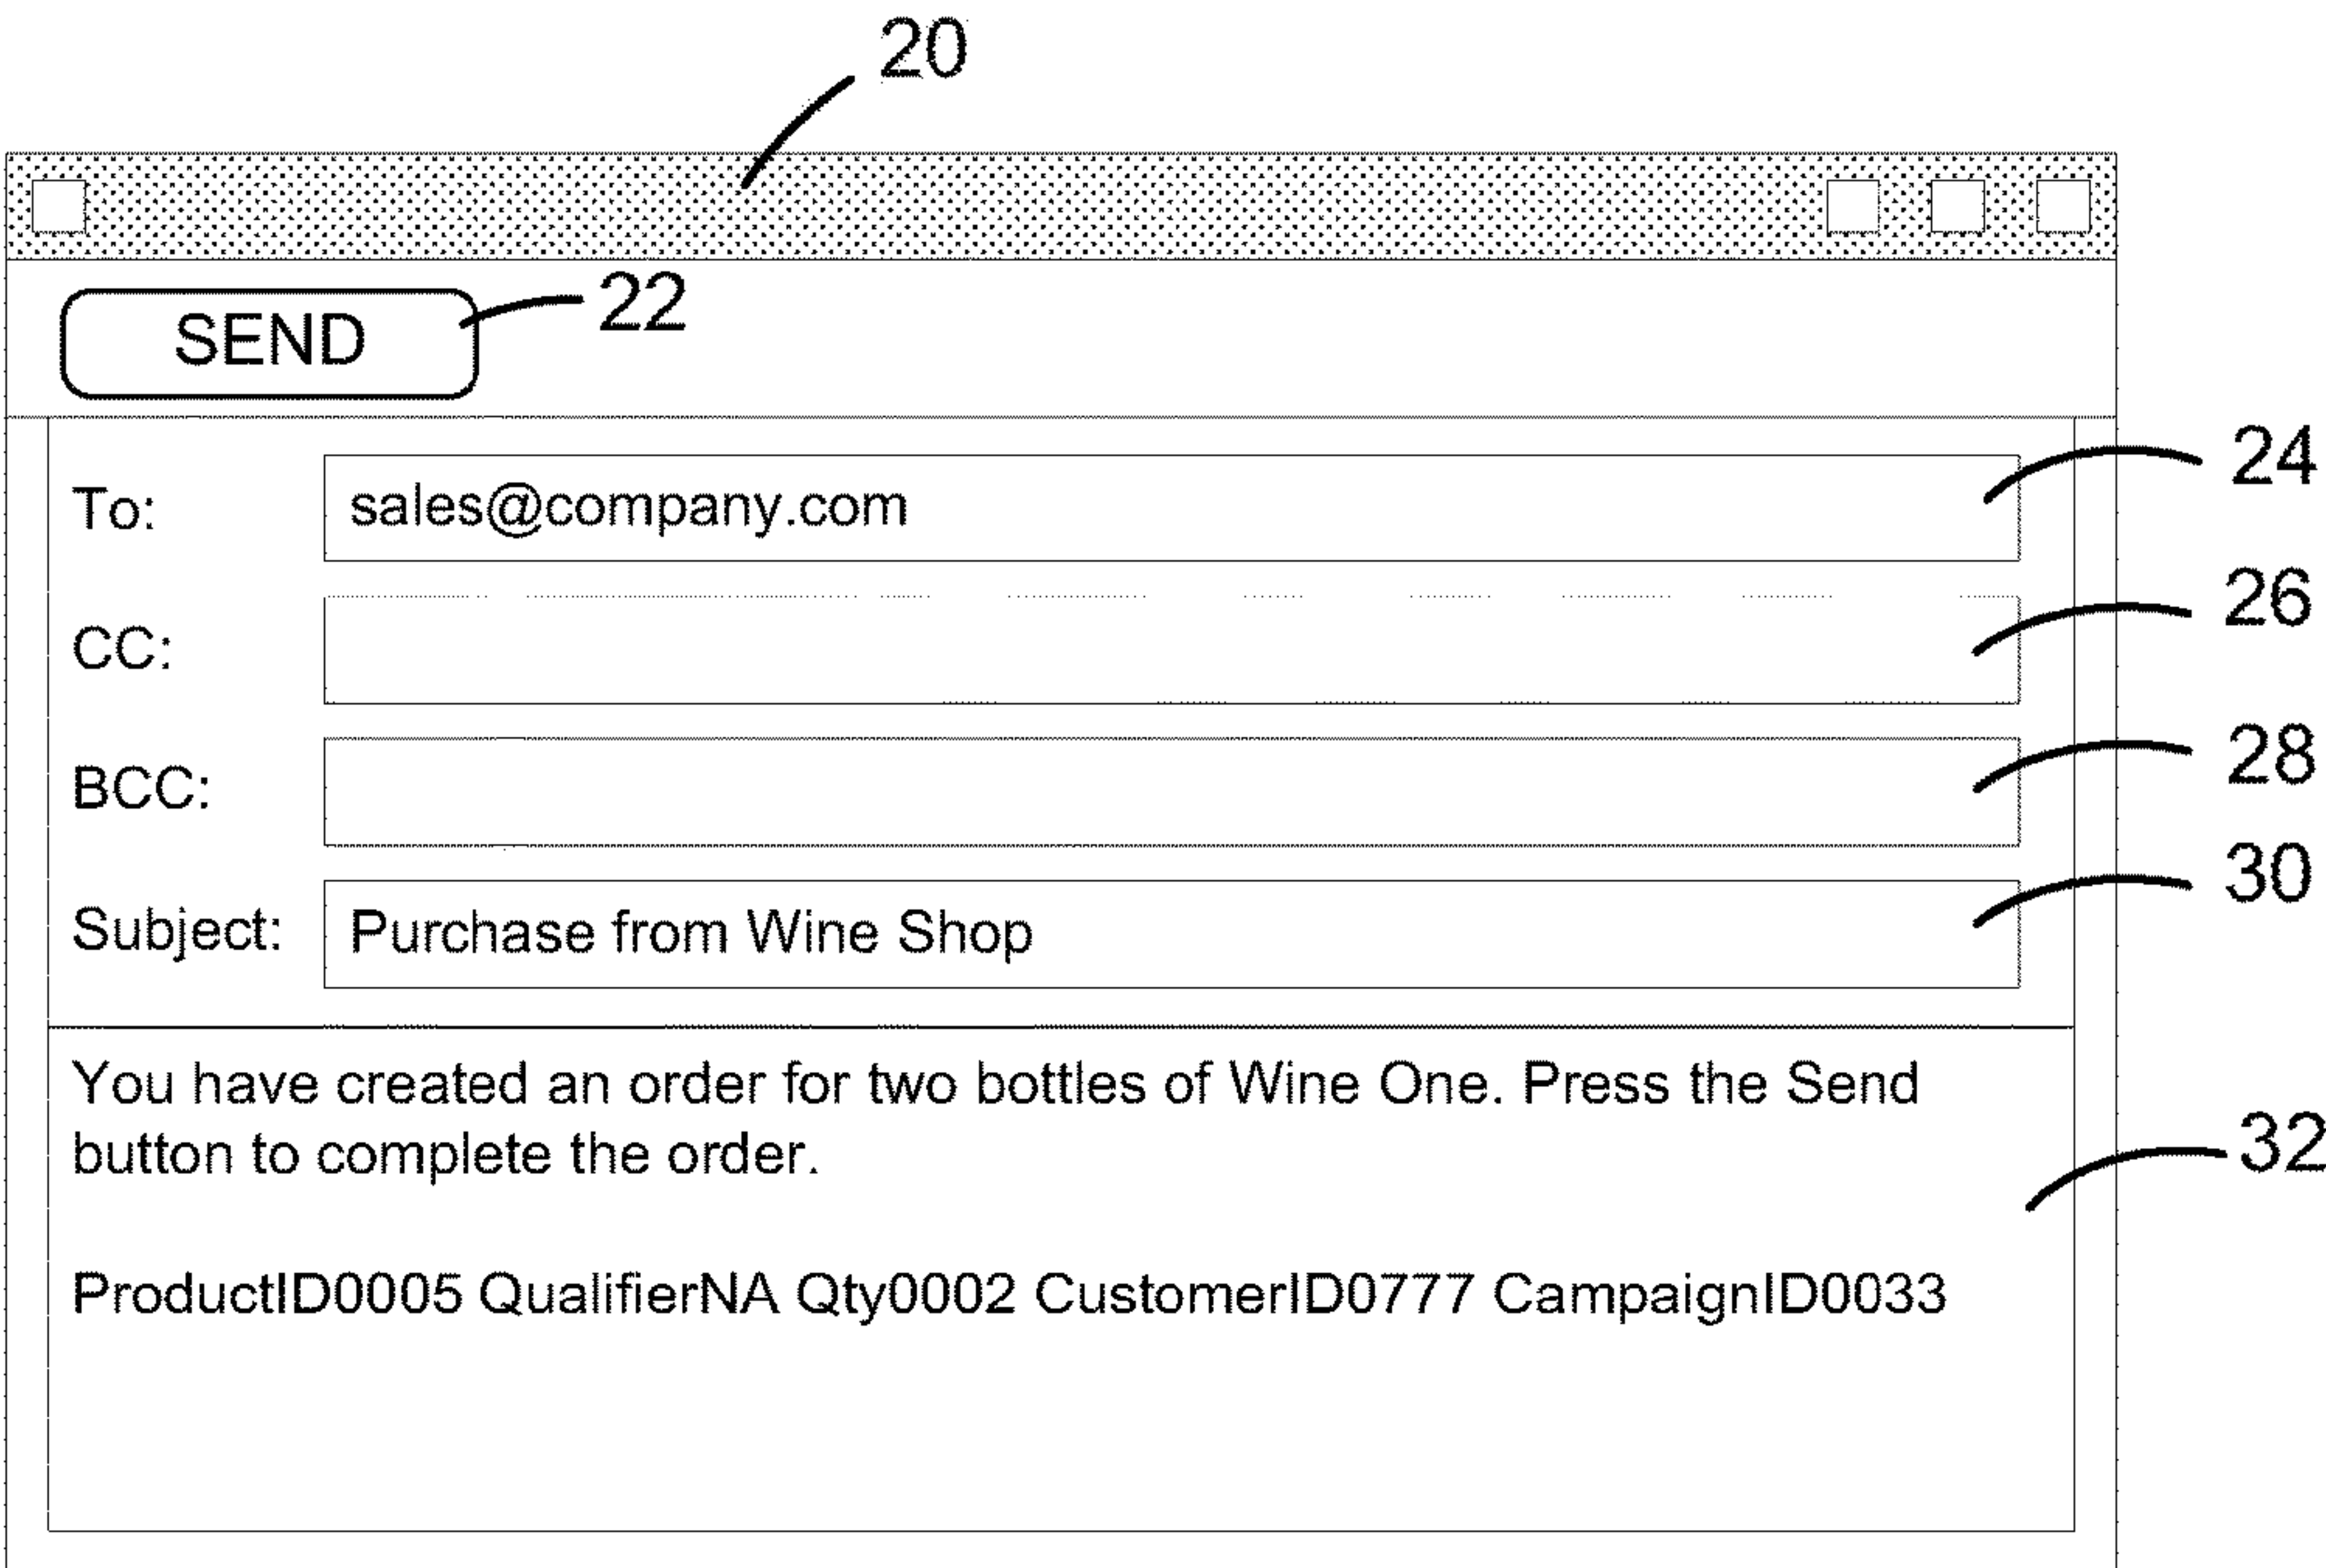 20
SEND 22
To: sales@company.com 24
CC: 26
BCC: 28
Subject: Purchase from Wine Shop 30
You have created an order for two bottles of Wine One. Press the Send
button to complete the order. 32
ProductID0005 QualifierNA Qty0002 CustomerID0777 CampaignID0033